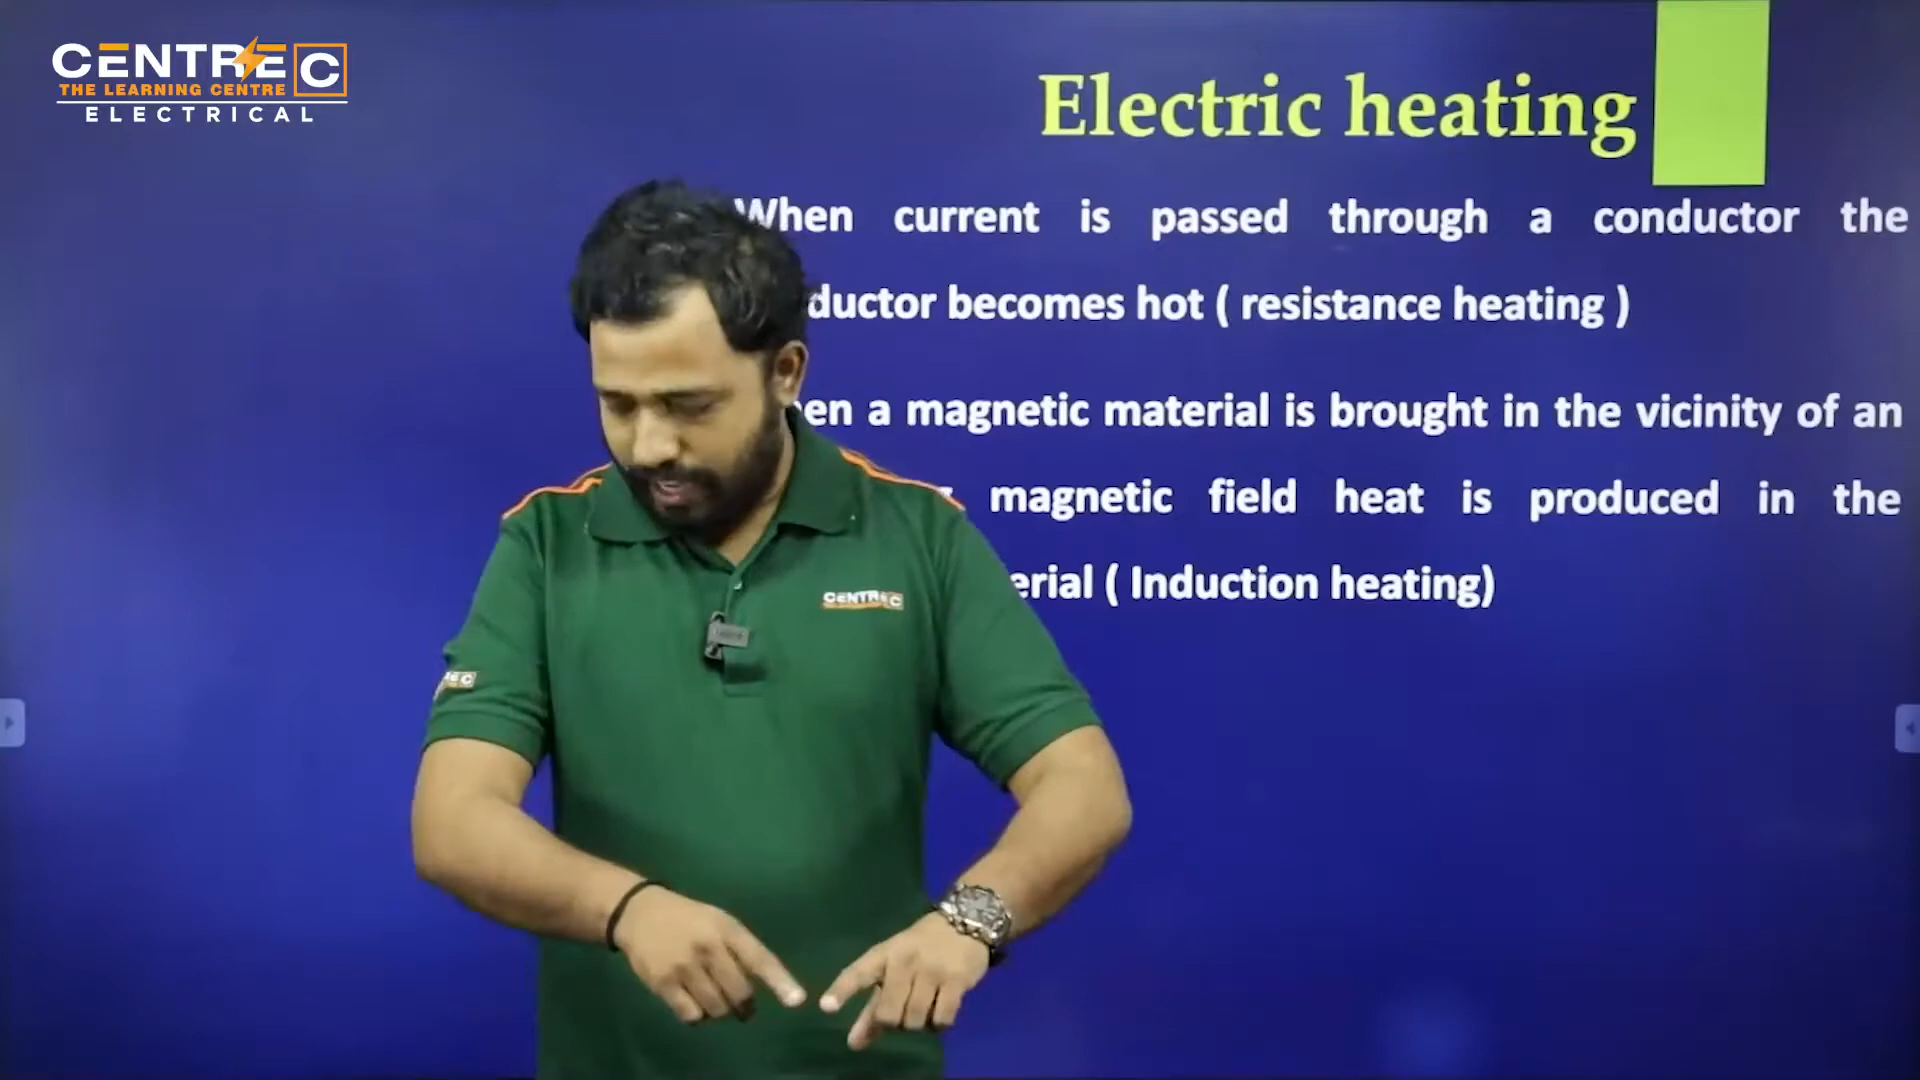 CENTRE C
THE LEARNING CENTRE
ELECTRICAL
Electric heating
When current is passed through a conductor the
ductor becomes hot ( resistance heating )
en a magnetic material is brought in the vicinity of an
magnetic field heat is produced in the
erial ( Induction heating)
CENTRE C